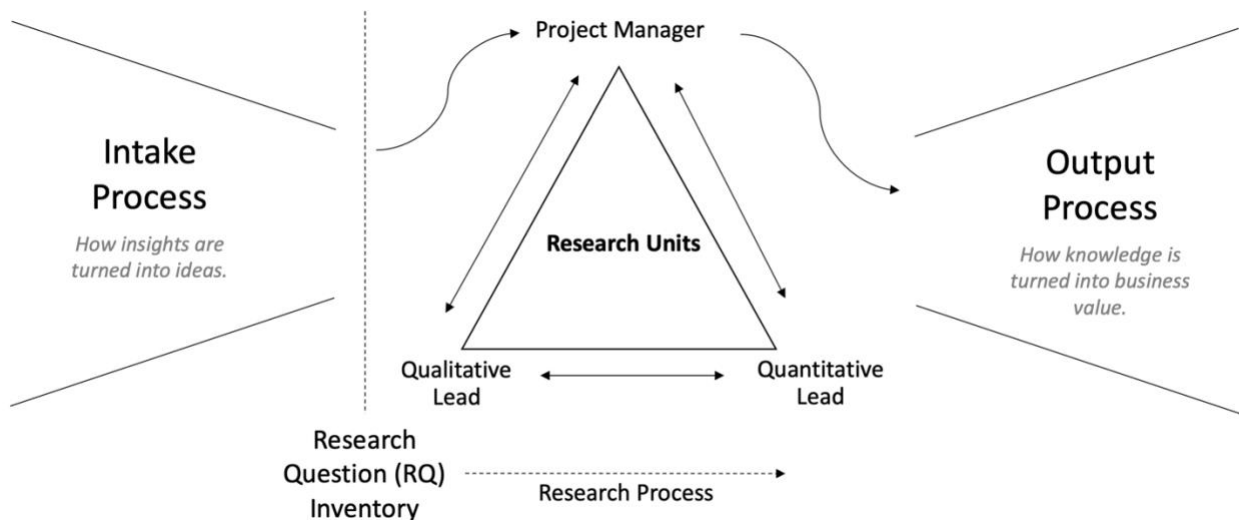 Project Manager
Intake
Process
How insights are
turned into ideas.
Research Units
Output
Process
How knowledge is
turned into business
value.
Qualitative
Lead
Quantitative
Lead
Research
Question (RQ)
Inventory
Research Process